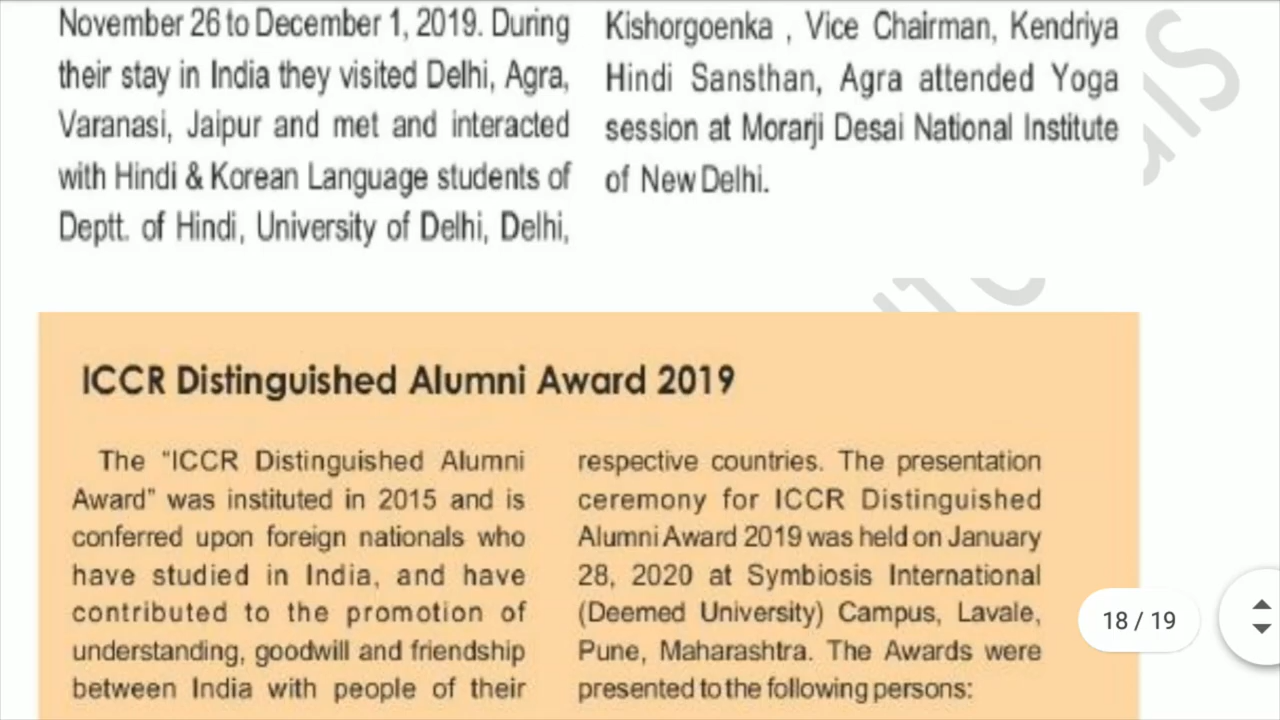 November 26 to December 1, 2019. During
their stay in India they visited Delhi, Agra,
Varanasi, Jaipur and met and interacted
with Hindi & Korean Language students of
Deptt. of Hindi, University of Delhi, Delhi,
Kishorgoenka , Vice Chairman, Kendriya
Hindi Sansthan, Agra attended Yoga
session at Morarji Desai National Institute
of New Delhi.
ICCR Distinguished Alumni Award 2019
The "ICCR Distinguished Alumni
Award" was instituted in 2015 and is
conferred upon foreign nationals who
have studied in India, and have
contributed to the promotion of
understanding, goodwill and friendship
between India with people of their
respective countries. The presentation
ceremony for ICCR Distinguished
Alumni Award 2019 was held on January
28, 2020 at Symbiosis International
(Deemed University) Campus, Lavale,
Pune, Maharashtra. The Awards were
presented to the following persons:
18 / 19